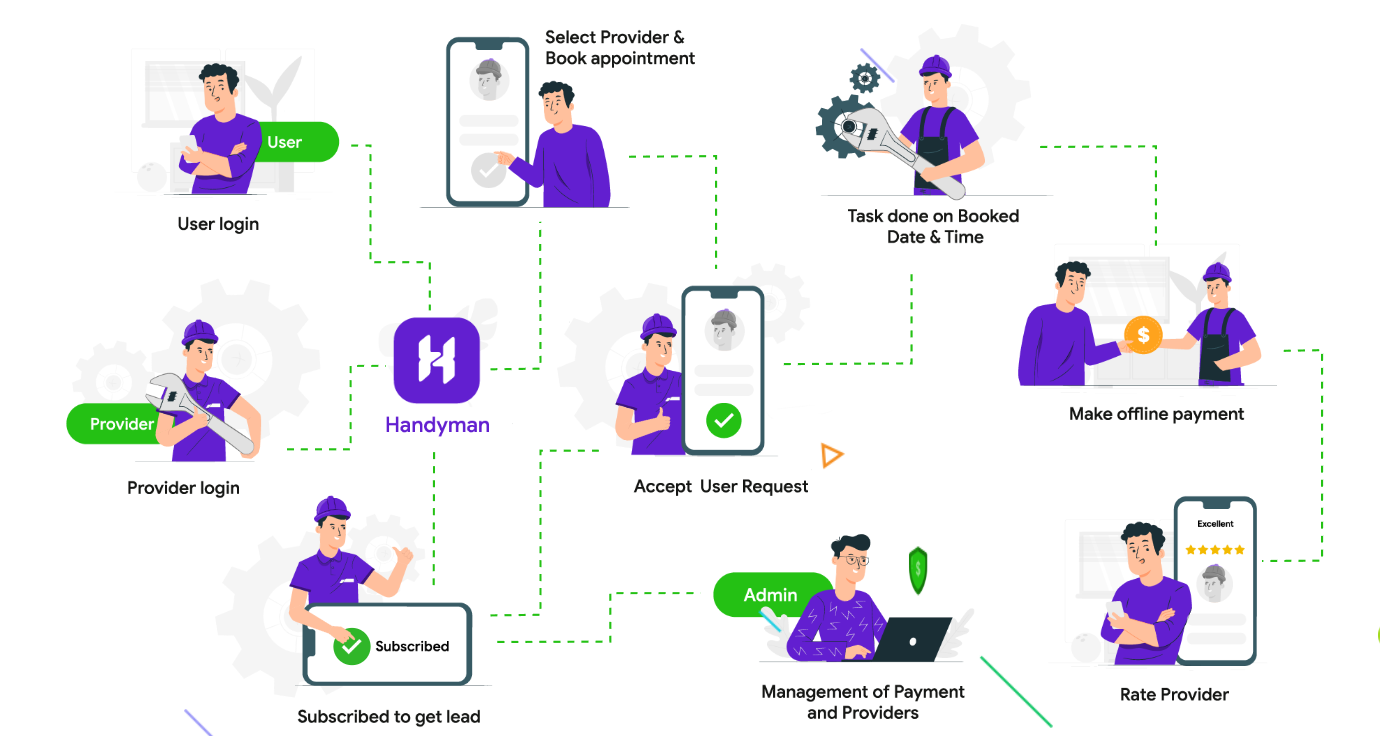 Select Provider &
Book appointment
User
User login
Task done on Booked
Date & Time
$
Make offline payment
Provider
Provider login
Handyman
Accept User Request
Excellent
Admin
$
Subscribed
Subscribed to get lead
Management of Payment
and Providers
Rate Provider